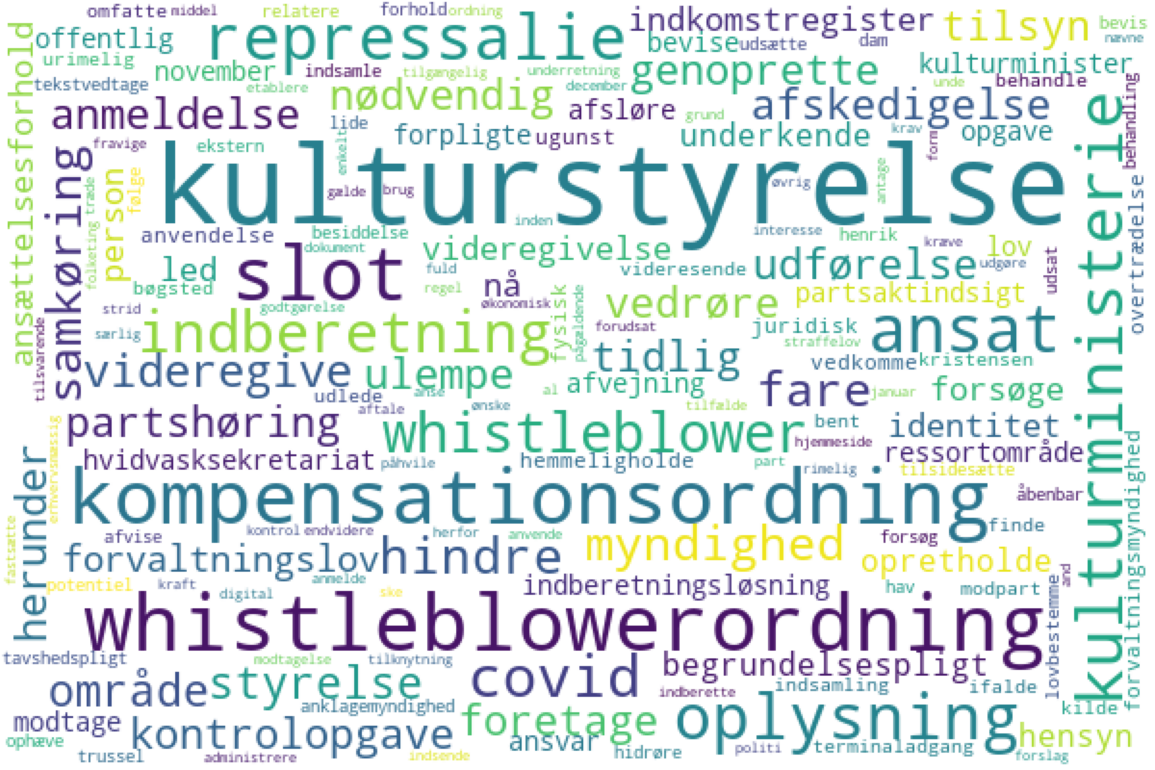 omfatte middel relatere forhold ordning indkomstregister tilsyn bevis
offentlig repressalie bevise udsætte dam nævne
urimelig november indsamle tilgængelig underretning genoprette kulturminister
tekstvedtage etablere nødvendig december afskedigelse behandle
anmeldelse lide afsløre grund
fravige ekstern forpligte ugunst underkende krav opgave
ansættelsesforhold samkøring person følge enkelt form behandling
kulturstyrelse
gælde brug øvrig antage
folketing træde inden
anvendelse besiddelse interesse henrik kræve lov
dokument videregivelse
led slot fuld nå videresende udførelse udgøre udsat overtrædelse
bøgsted regel økonomisk vedrøre partsaktindsigt
strid godtgørelse fysisk pågældende
særlig indberetning forudsat juridisk ansat
tilsvarende tidlig straffelov
videregive ulempe vedkomme kristensen
udlede anse al afvejning fare januar forsøge
partshøring aftale ønske tilfælde bent identitet
whistleblower hjemmeside
hvidvasksekretariat påhvile hemmeligholde part rimelig ressortområde
erhvervsmæssig tilsidesætte
herunder kompensationsordning åbenbar
kulturministerie
afvise kontrol endvidere herfor anvende finde
fastsætte forvaltningslov hindre myndighed forsøg opretholde
potentiel kraft anmelde indberetningsløsning hav modpart
digital ske and
whistleblowerordning lovbestemme forvaltningsmyndighed
tavshedspligt modtagelse tilknytning begrundelsespligt
område styrelse covid indberette indsamling ifalde
anklagemyndighed kilde
modtage kontrolopgave foretage oplysning
ophæve ansvar hensyn
trussel administrere indsende hidrøre politi terminaladgang forslag
unde